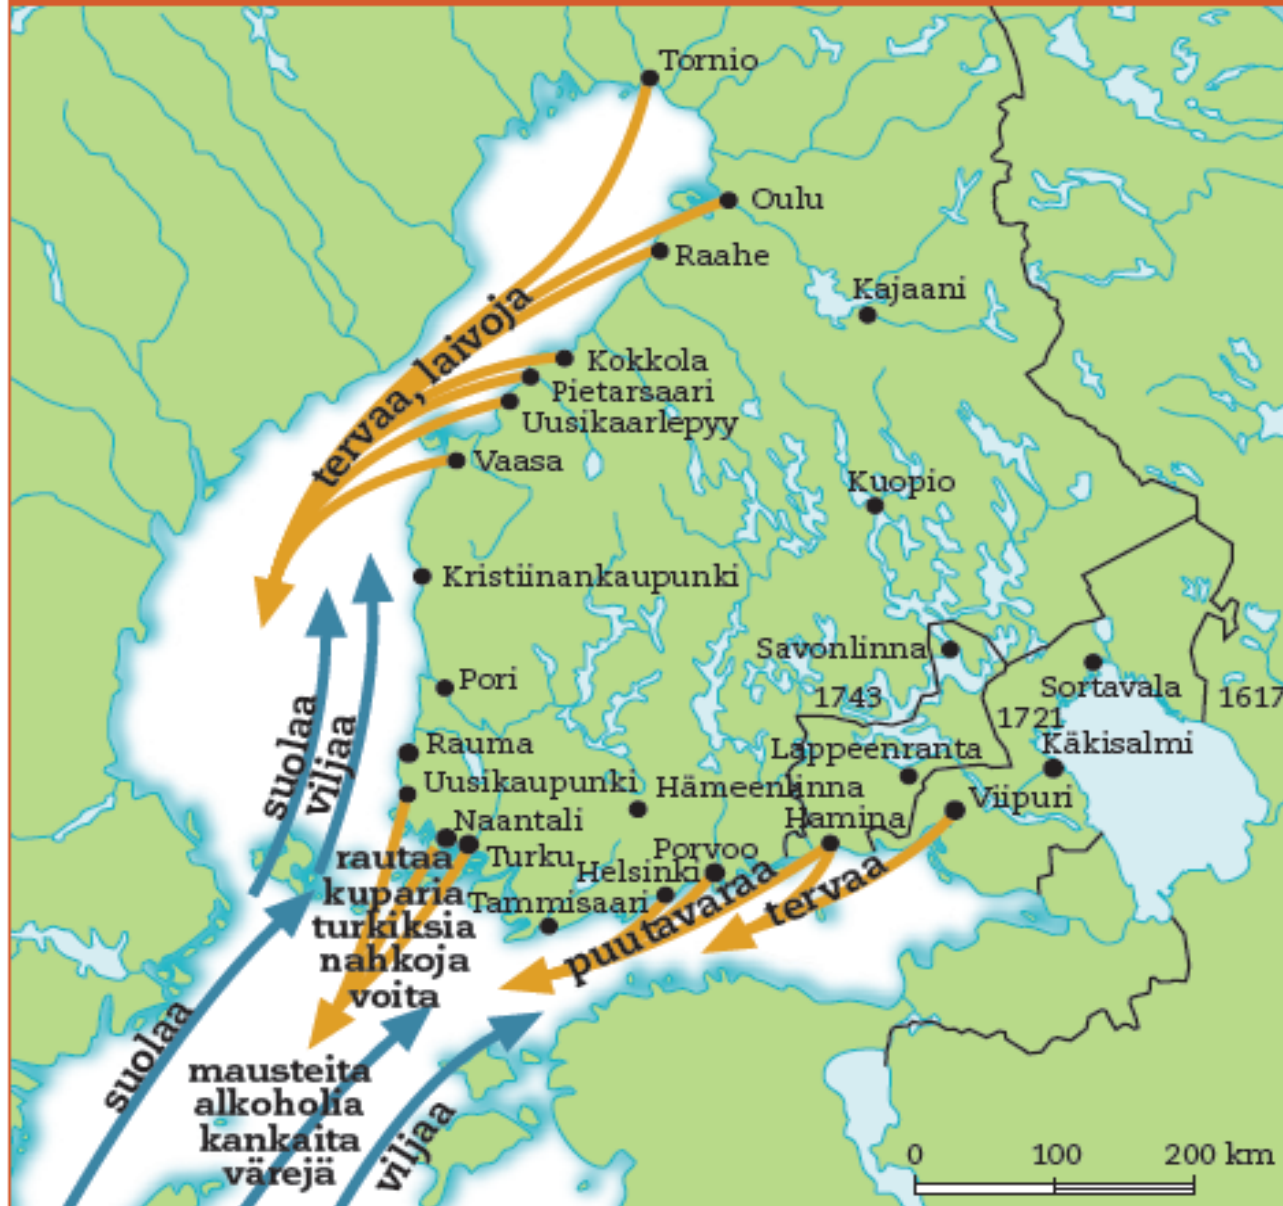 Tornio
Oulu
Raahe
Kajaani
tervaa, laivoja
Kokkola
Pietarsaari
Uusikaarlepyy
Vaasa
Kuopio
Kristiinankaupunki
Savonlinna
Pori
1743
Sortavala
1617
1721
suolaa
viljaa
Rauma
Lappeenranta
Käkisalmi
Uusikaupunki
Hämeenlinna
Viipuri
Naantali
Hamina
Turku
Porvoo
Helsinki
Tammisaari
rautaa
kuparia
turkiksia
nahkoja
voita
puutavaraa
tervaa
suolaa
mausteita
alkoholia
kankaita
värejä
viljaa
0 100 200 km